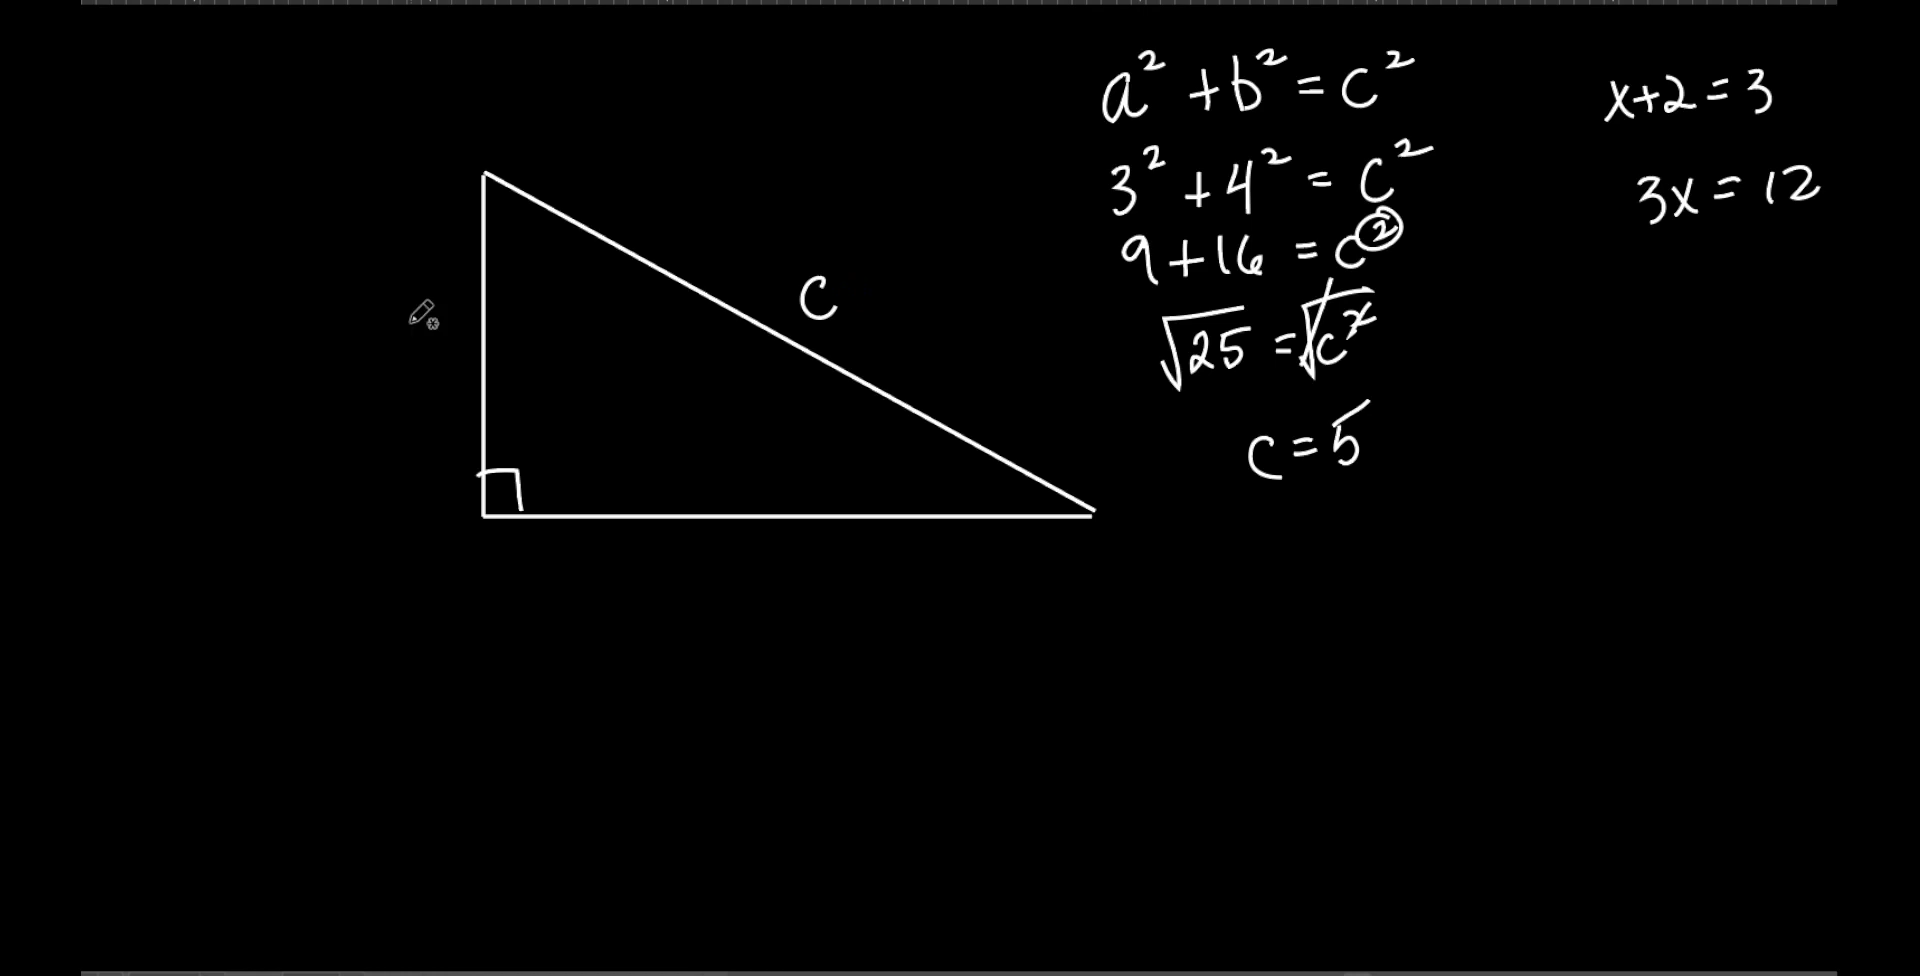 a² + b² = c²
3² + 4² = c²
9 + 16 = c²
√25 = √c²
c = 5
x + 2 = 3
3x = 12
c